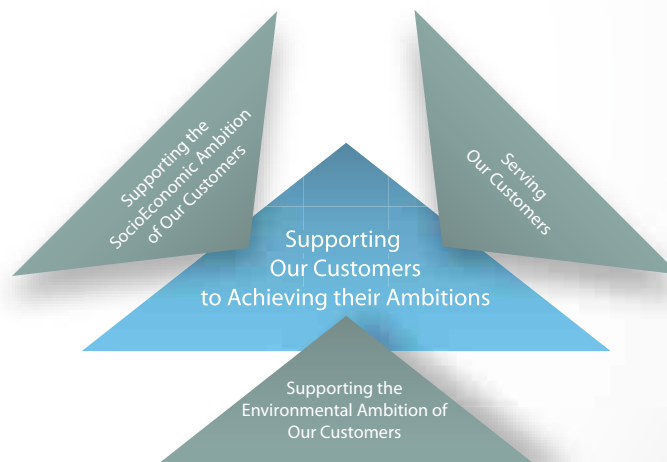 Supporting the
SocioEconomic Ambition
of Our Customers
Serving
Our Customers
Supporting
Our Customers
to Achieving their Ambitions
Supporting the
Environmental Ambition of
Our Customers